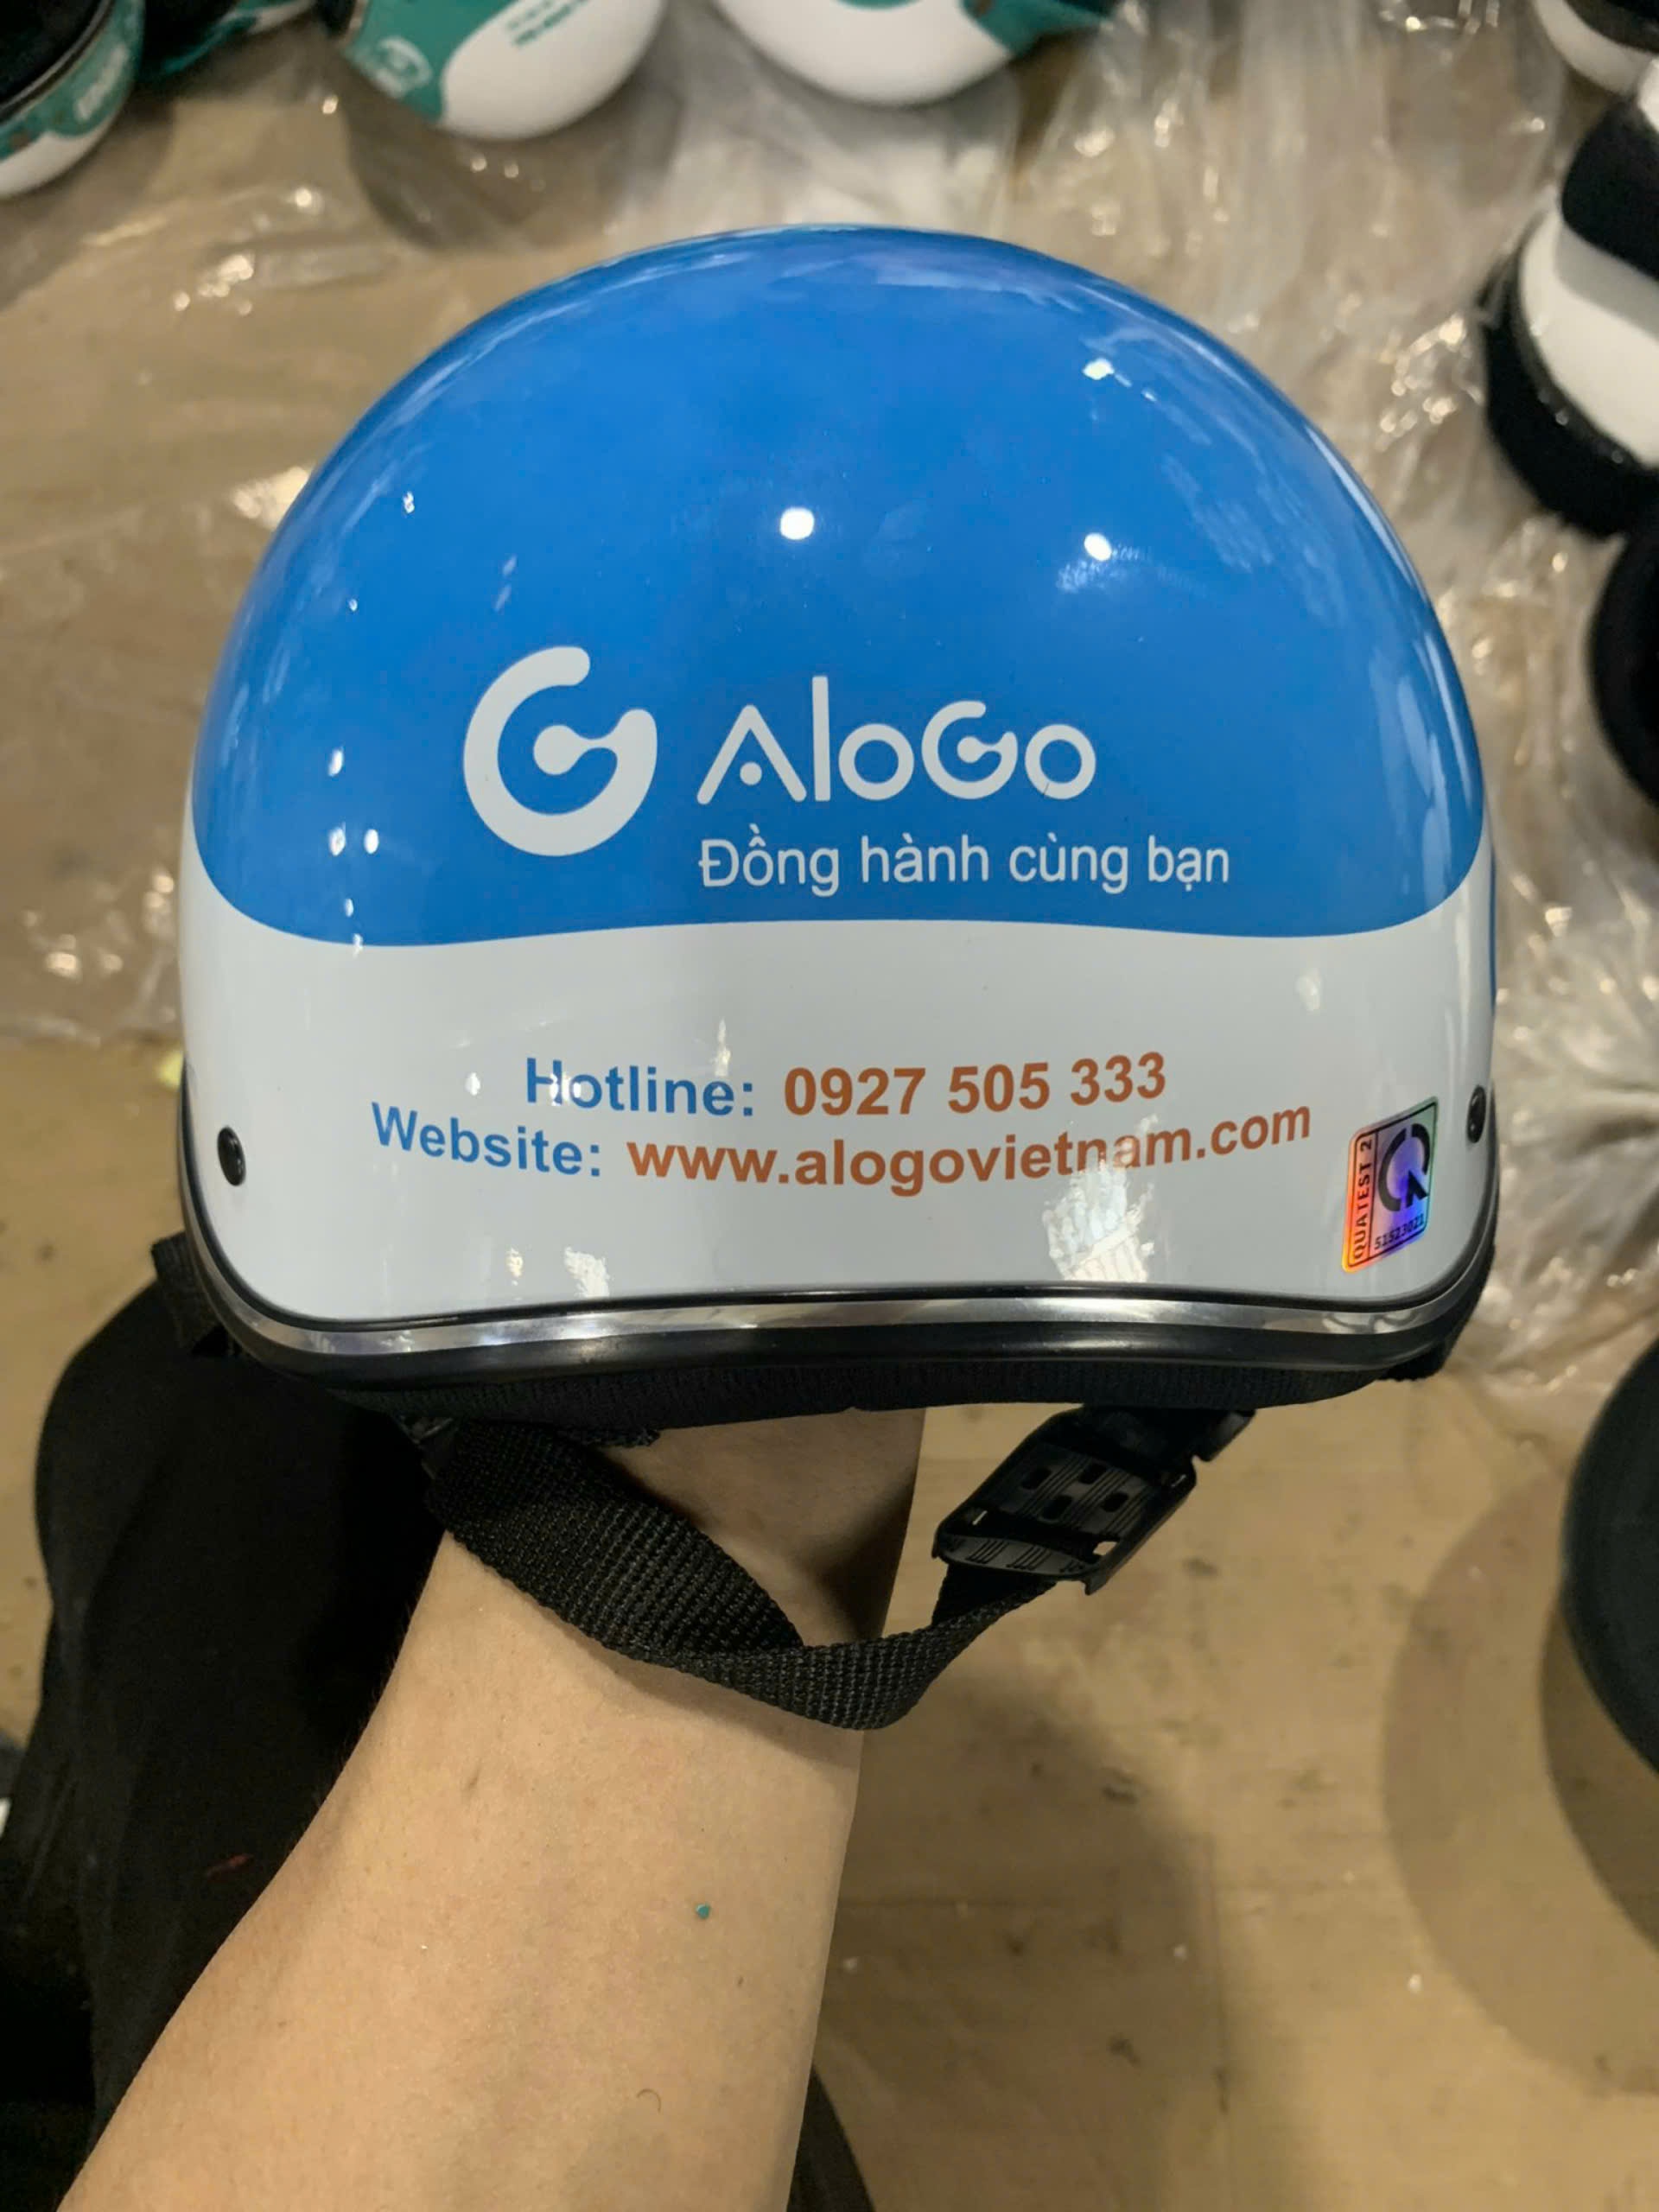 AloGo
Đồng hành cùng bạn
Hotline: 0927 505 333
Website: www.alogovietnam.com
QUATEST 2